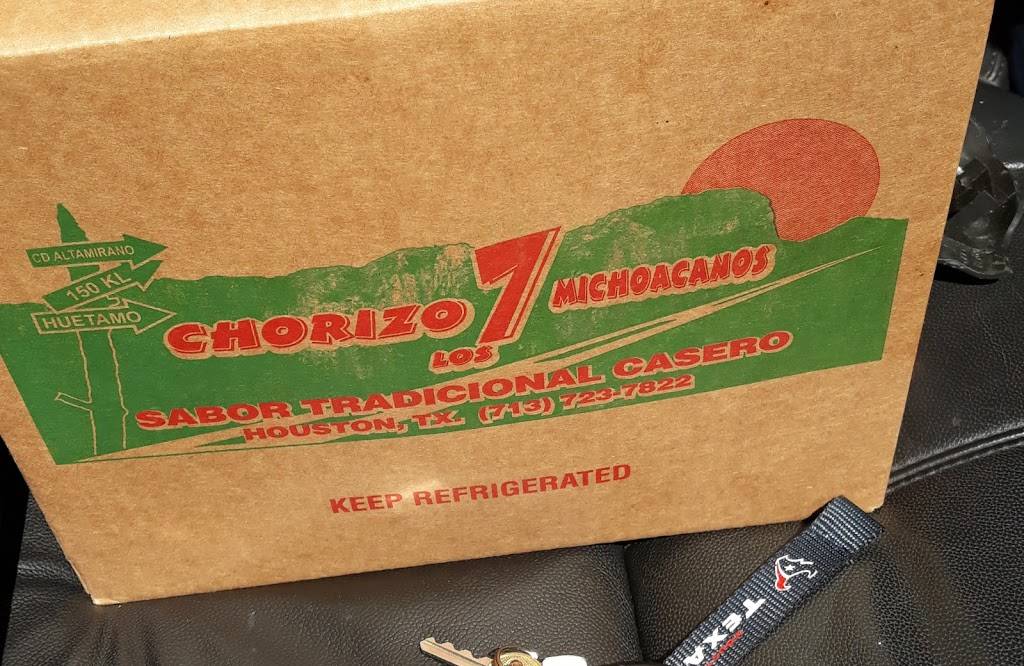 CD ALTAMIRANO
150 KL
HUETAMO
CHORIZO LOS 7 MICHOACANOS
SABOR TRADICIONAL CASERO
HOUSTON, TX. (713) 723-7822
KEEP REFRIGERATED
TEXA